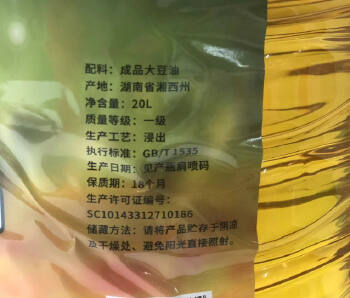 配料：成品大豆油
产地：湖南省湘西州
净含量：20L
质量等级：一级
生产工艺：浸出
执行标准：GB/T 1535
生产日期：见产品瓶肩喷码
保质期：18个月
生产许可证编号：
SC10143312710186
储藏方法：请将产品贮存于阴凉
及干燥处、避免阳光直接照射。